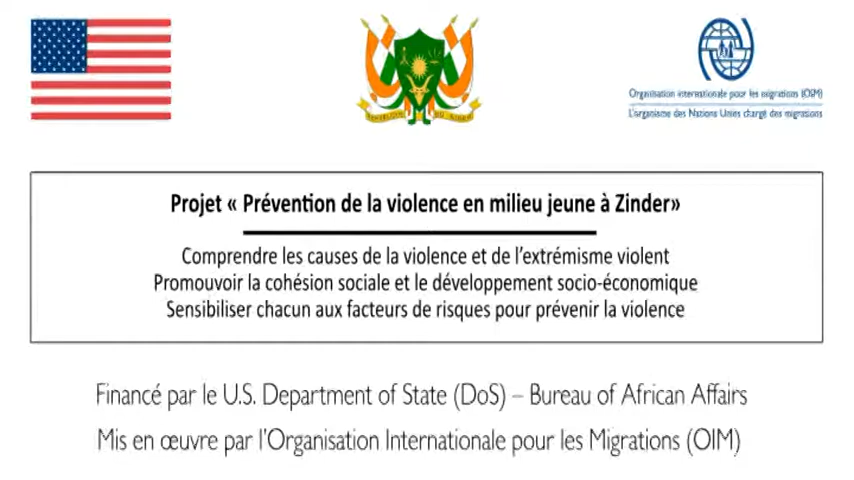 REPUBLIQUE DU NIGER
Organisation internationale pour les migrations (OIM)
L'organisme des Nations Unies chargé des migrations
Projet « Prévention de la violence en milieu jeune à Zinder»
Comprendre les causes de la violence et de l'extrémisme violent
Promouvoir la cohésion sociale et le développement socio-économique
Sensibiliser chacun aux facteurs de risques pour prévenir la violence
Financé par le U.S. Department of State (DoS) – Bureau of African Affairs
Mis en œuvre par l'Organisation Internationale pour les Migrations (OIM)